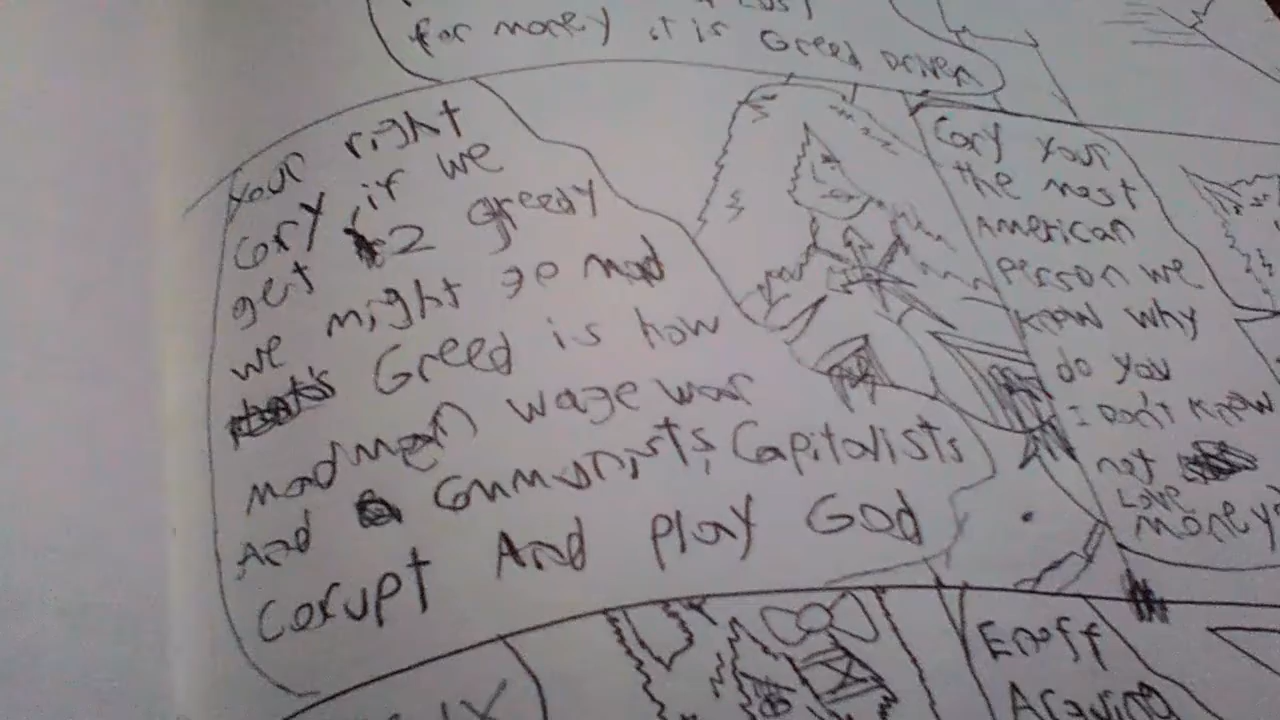 for money it is Greed DRIVEN
Your right
Cory if we
get 2 greedy
we might go mad
Greed is how
madmen wage war
And Communists, Capitalists
corupt And Play God
Cory your
the most
American
Person we
know why
do you
I Don't Know
not
Love
money?
Enoff
Arguing